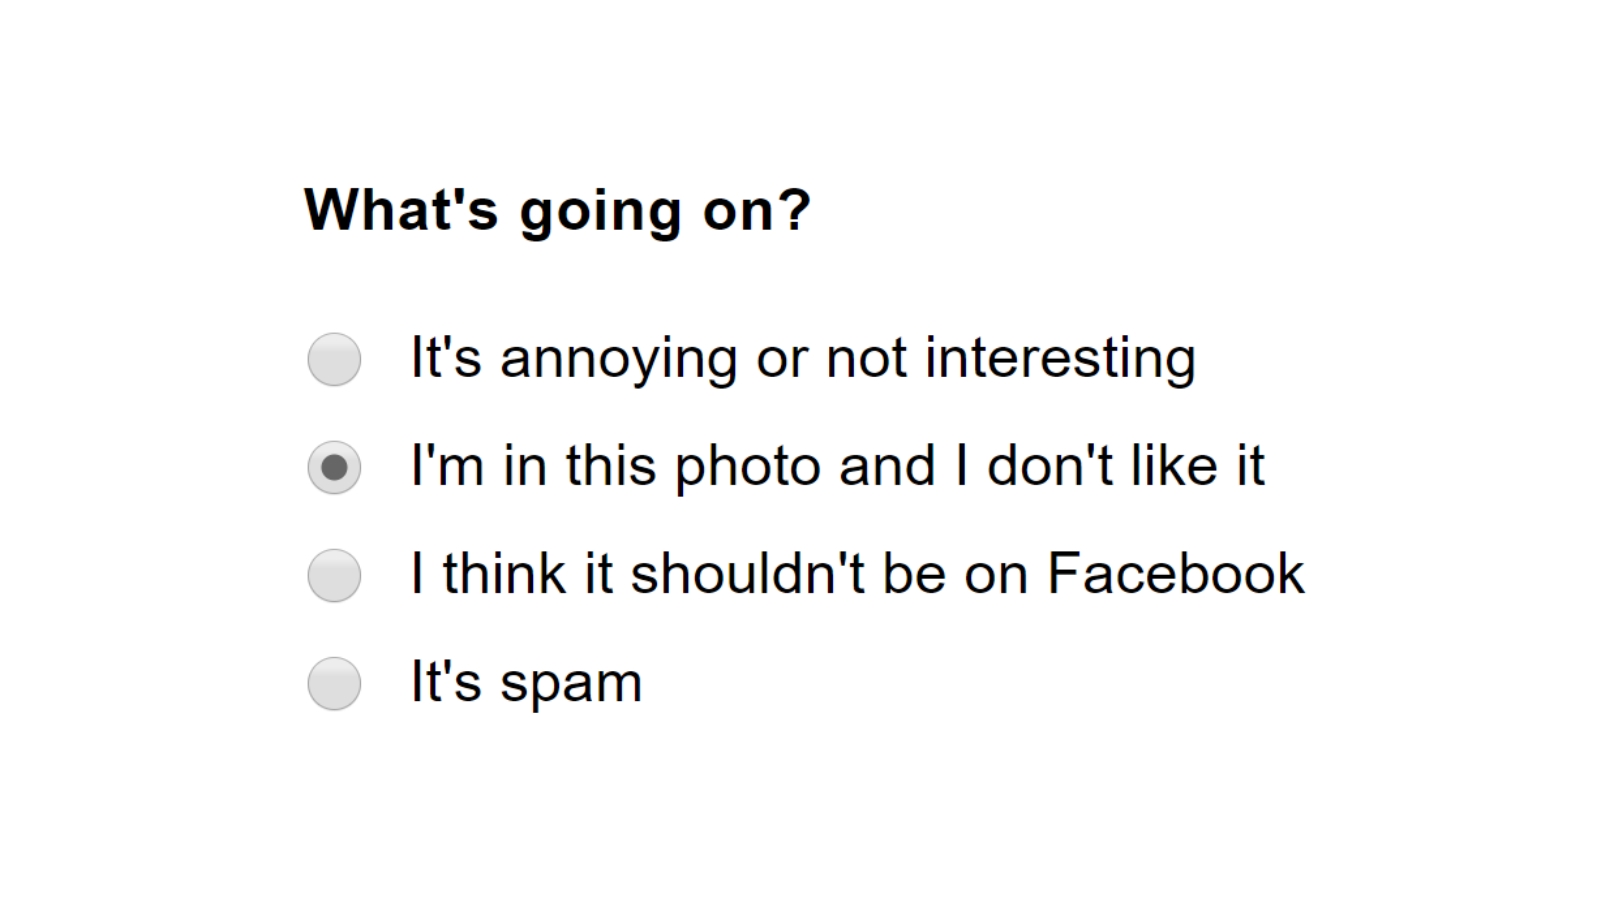 What's going on?
It's annoying or not interesting
I'm in this photo and I don't like it
I think it shouldn't be on Facebook
It's spam